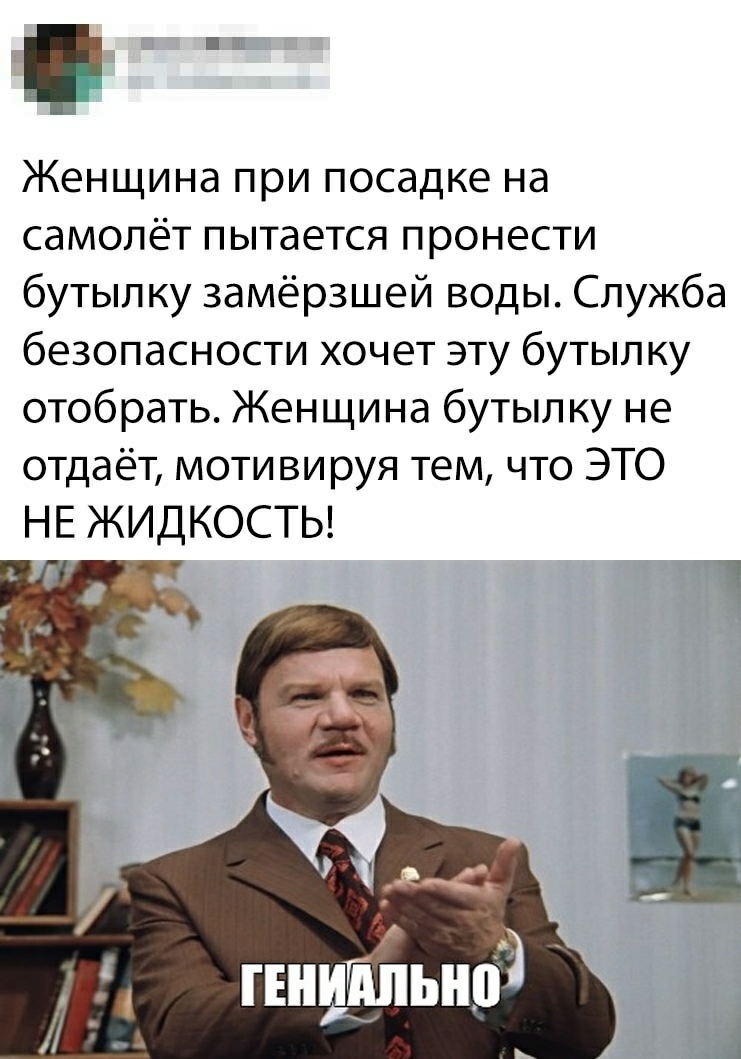 Женщина при посадке на
самолёт пытается пронести
бутылку замёрзшей воды. Служба
безопасности хочет эту бутылку
отобрать. Женщина бутылку не
отдаёт, мотивируя тем, что ЭТО
НЕ ЖИДКОСТЬ!
ГЕНИАЛЬНО